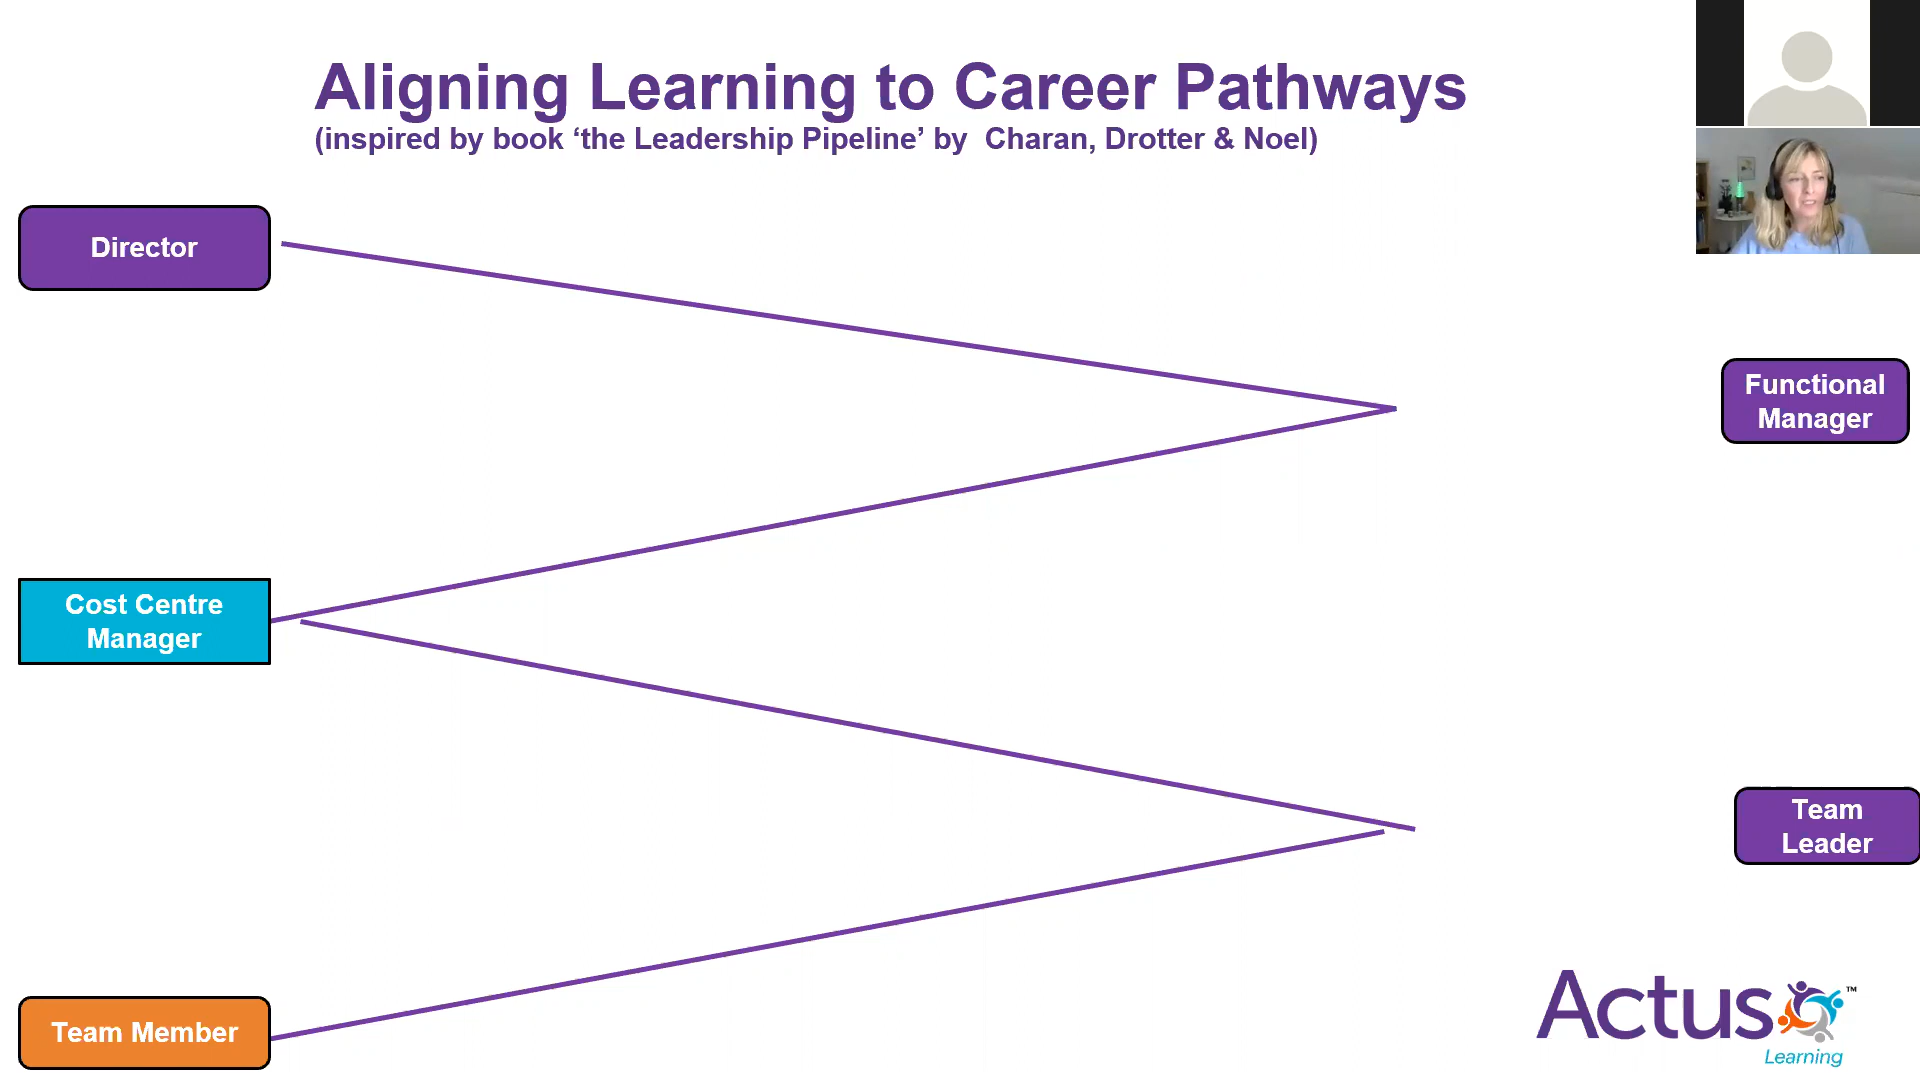 Aligning Learning to Career Pathways
(inspired by book ‘the Leadership Pipeline’ by  Charan, Drotter & Noel)
Director
Functional
Manager
Cost Centre
Manager
Team
Leader
Team Member
Actus™
Learning